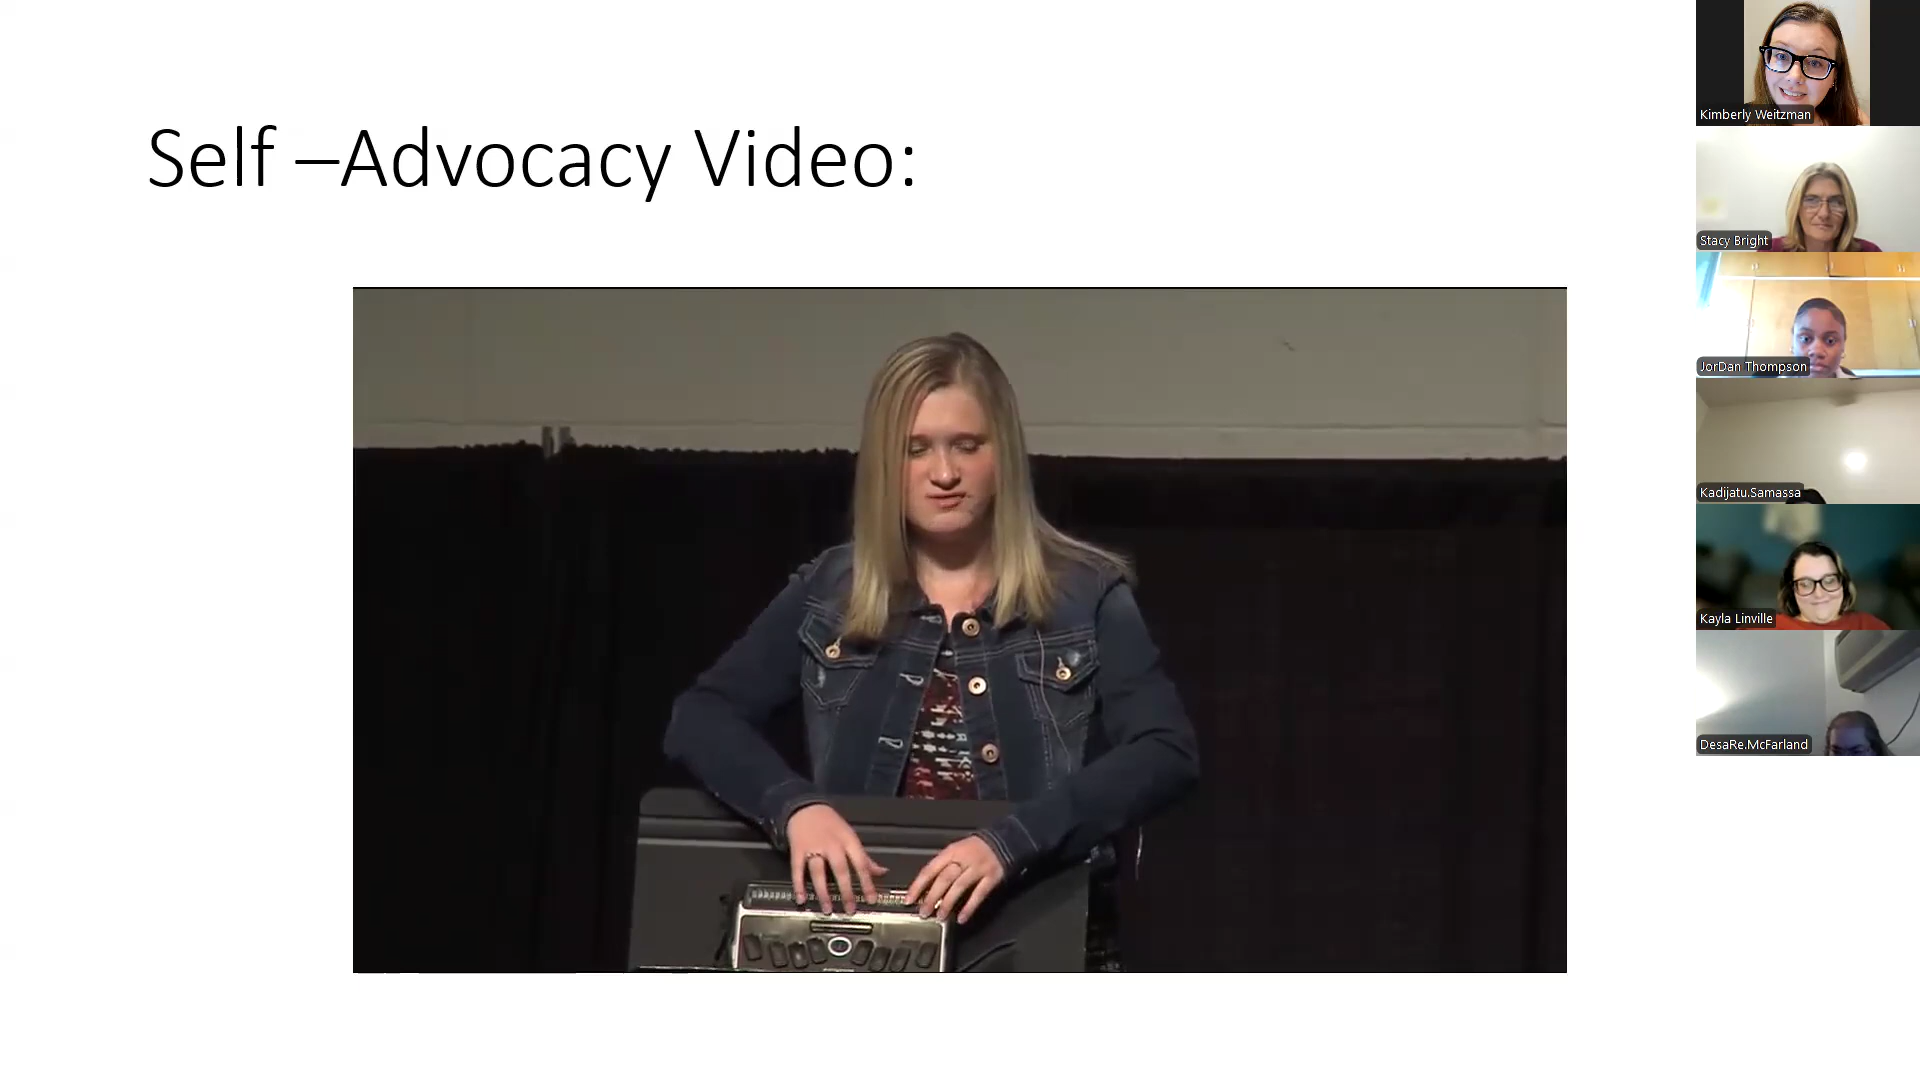 Self –Advocacy Video:
Kimberly Weitzman
Stacy Bright
JorDan Thompson
Kadijatu.Samassa
Kayla Linville
DesaRe.McFarland